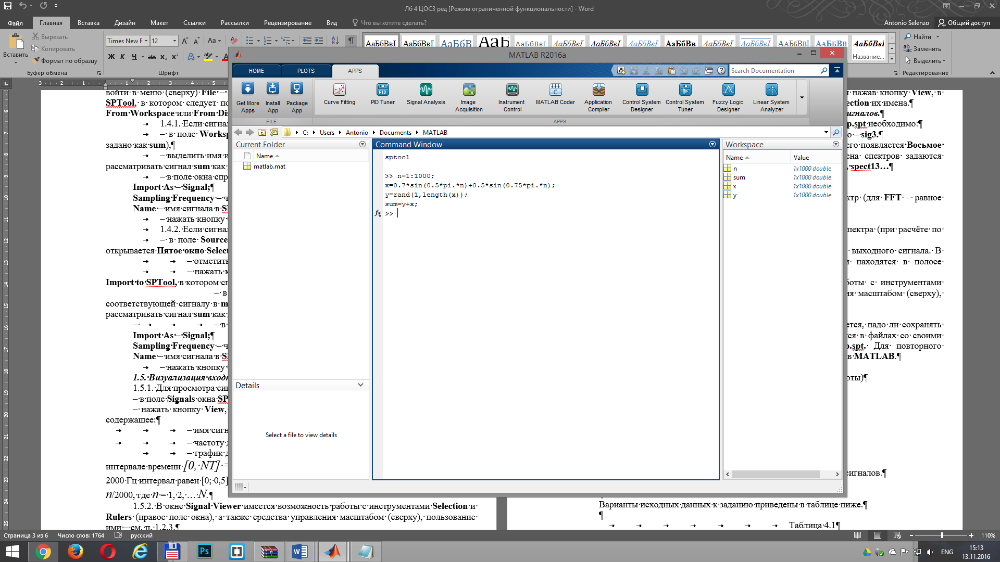 Лб 4 ЦОСЗ ред [Режим ограниченной функциональности] - Word
Файл Главная Вставка Дизайн Макет Ссылки Рассылки Рецензирование Вид Что вы хотите сделать? Antonio Selenzo Общий доступ
Вставить
Вырезать
Копировать
Формат по образцу
Буфер обмена
Times New R 12
Ж К Ч abc x₂ x²
Шрифт
АаБбВвГ АаБбВвГ АаБбВ АаБ АаБбВвГ АаБбВвГ АаБбВвГ АаБбВвГ АаБбВв АаБбВвГ АаБбВвГ АаБбВвГ АаБбВв АаБбВвГ
Название...
Найти
Заменить
Выделить
Редактирование
MATLAB R2016a
HOME PLOTS APPS
Search Documentation
Get More Apps
Install App
Package App
FILE
Curve Fitting
PID Tuner
Signal Analysis
Image Acquisition
Instrument Control
MATLAB Coder
Application Compiler
Control System Designer
Control System Tuner
Fuzzy Logic Designer
Linear System Analyzer
APPS
C: Users Antonio Documents MATLAB
Current Folder
Name
matlab.mat
Details
Select a file to view details
Command Window
sptool
>> n=1:1000;
x=0.7*sin(0.5*pi.*n)+0.5*sin(0.75*pi.*n);
y=rand(1,length(x));
sum=y+x;
fx >>
Workspace
Name Value
n 1x1000 double
sum 1x1000 double
x 1x1000 double
y 1x1000 double
войти в меню (сверху) File –
SPTool, в котором следует по
From Workspace или From Di
1.4.1. Если сигна
– в поле Worksp
задано как sum),¶
– выделить имя и
рассматривать сигнал sum как
– в поле окна спр
Import As – Signal;¶
Sampling Frequency – ч
Name – имя сигнала в S
– нажать кнопку
1.4.2. Если сигна
– в поле Source
открывается Пятое окно Select
– отметить
– нажать к
Import to SPTool, в котором сп
– в
соответствующей сигналу в m
рассматривать сигнал sum как
– – в
Import As – Signal;¶
Sampling Frequency – ч
Name – имя сигнала в S
– нажать кнопку
1.5. Визуализация входн
1.5.1. Для просмотра сиг
– в поле Signals окна SP
– нажать кнопку View,
содержащее:¶
– имя сигн
– частоту д
– график д
интервале времени [0, NT] =
2000 Гц интервал равен [0; 0,5]
n/2000, где n = 1, 2, … N.¶
1.5.2. В окне Signal Viewer имеется возможность работы с инструментами Selection и
Rulers (правое поле окна), а также средства управления масштабом (сверху), пользование
ими – см. п. 1.2.3.¶
нажав кнопку View, в
ection их имена.¶
игналов.¶
p.spt необходимо:¶
о – sig3.¶
его появляется Восьмое
ена спектров задаются
, spect13…¶
ктр (для FFT – равное
пектра (при расчёте по
выходного сигнала. В
и находятся в полосе
боты с инструментами
ия масштабом (сверху),
ется, надо ли сохранять
тся в файлах со своими
p.spt. Для повторного
в MATLAB.¶
оты)¶
сигналов.¶
Варианты исходных данных к заданию приведены в таблице ниже.¶
¶
Таблица 4.1¶
Страница 3 из 6 Число слов: 1764 русский 110%
ENG
15:13
13.11.2016